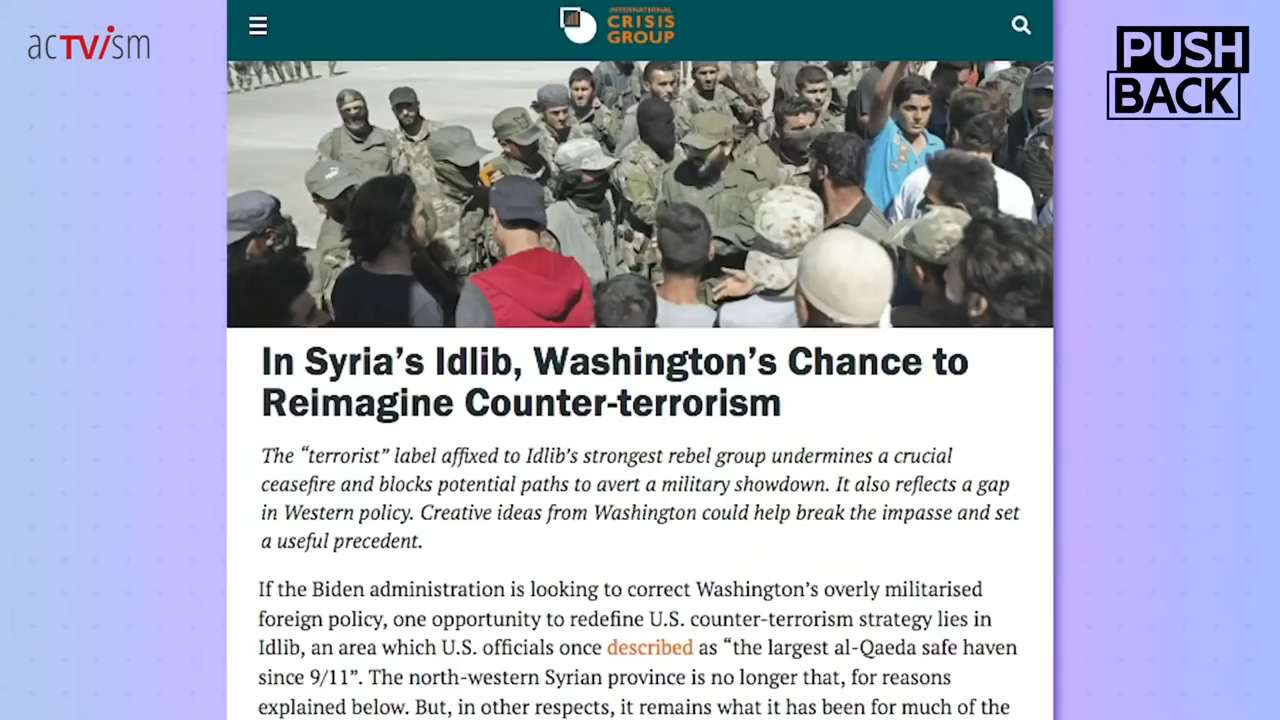 acTVism
INTERNATIONAL
CRISIS
GROUP
PUSH
BACK
In Syria’s Idlib, Washington’s Chance to
Reimagine Counter-terrorism
The “terrorist” label affixed to Idlib’s strongest rebel group undermines a crucial
ceasefire and blocks potential paths to avert a military showdown. It also reflects a gap
in Western policy. Creative ideas from Washington could help break the impasse and set
a useful precedent.
If the Biden administration is looking to correct Washington’s overly militarised
foreign policy, one opportunity to redefine U.S. counter-terrorism strategy lies in
Idlib, an area which U.S. officials once described as “the largest al-Qaeda safe haven
since 9/11”. The north-western Syrian province is no longer that, for reasons
explained below. But, in other respects, it remains what it has been for much of the